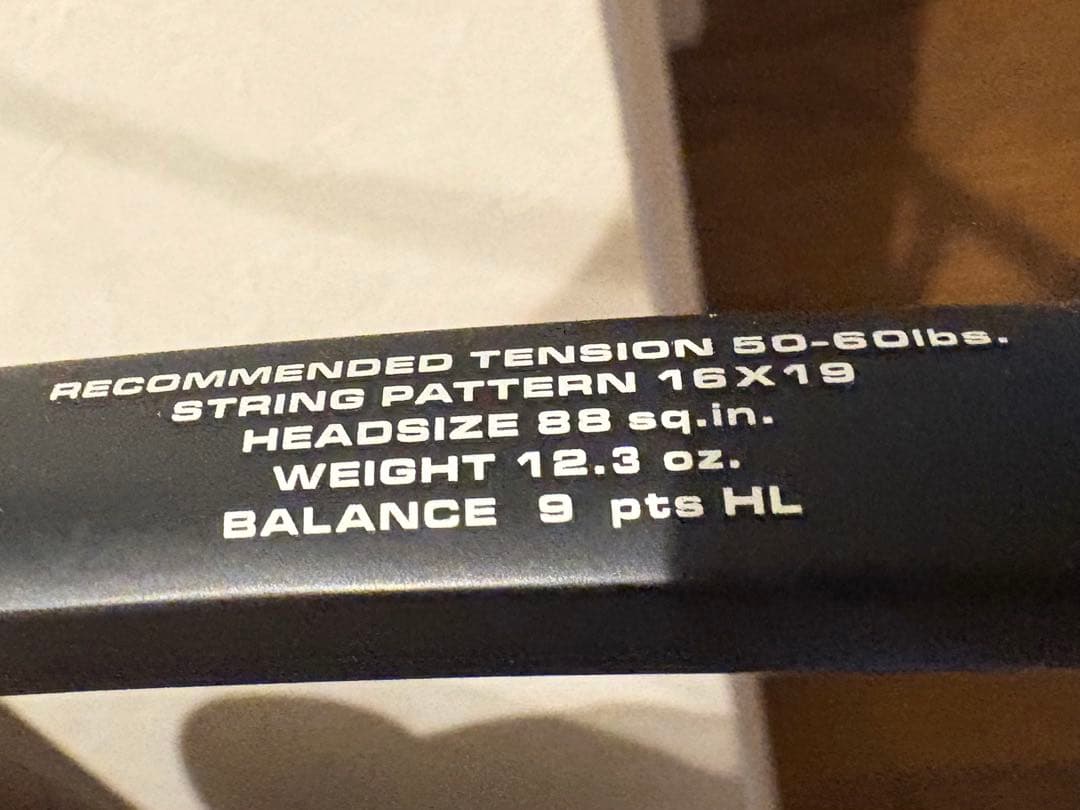 RECOMMENDED TENSION 50-60lbs.
STRING PATTERN 16X19
HEADSIZE 88 sq.in.
WEIGHT 12.3 oz.
BALANCE 9 pts HL